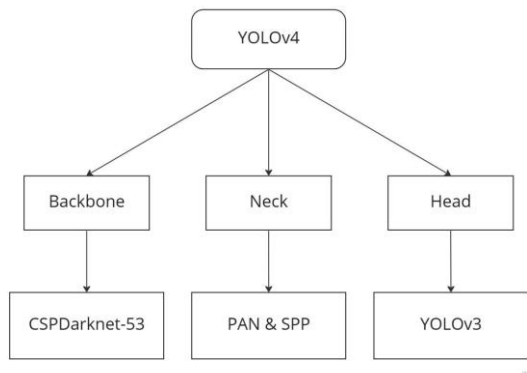 YOLOv4
Backbone
Neck
Head
CSPDarknet-53
PAN & SPP
YOLOv3